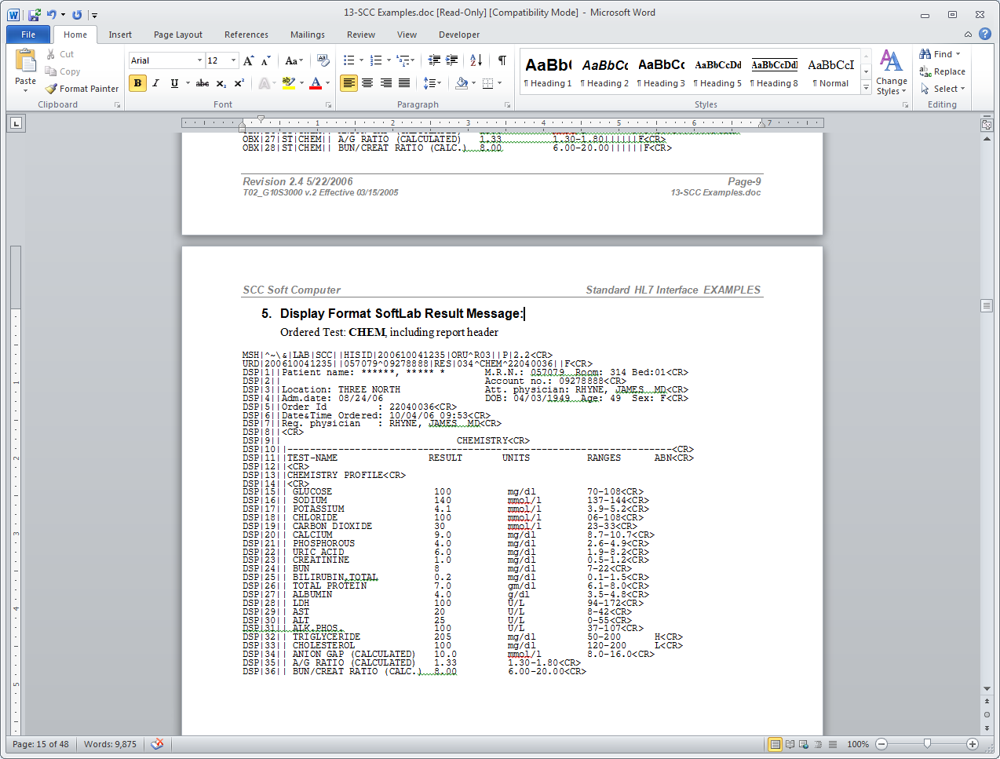 13-SCC Examples.doc [Read-Only] [Compatibility Mode] - Microsoft Word
File Home Insert Page Layout References Mailings Review View Developer
Paste
Cut
Copy
Format Painter
Clipboard
Arial 12
Font
Paragraph
AaBb( AaBbCc AaBbCc AaBbCcDd AaBbCcDd AaBbCcI
¶ Heading 1 ¶ Heading 2 ¶ Heading 3 ¶ Heading 5 ¶ Heading 8 ¶ Normal
Change Styles
Styles
Find
Replace
Select
Editing
OBX|27|ST|CHEM|| A/G RATIO (CALCULATED) 1.33 1.30-1.80||||||F<CR>
OBX|28|ST|CHEM|| BUN/CREAT RATIO (CALC.) 8.00 6.00-20.00||||||F<CR>
Revision 2.4 5/22/2006 Page-9
T02_G10S3000 v.2 Effective 03/15/2005 13-SCC Examples.doc
SCC Soft Computer Standard HL7 Interface EXAMPLES
5. Display Format SoftLab Result Message:
Ordered Test: CHEM, including report header
MSH|^~\&|LAB|SCC||HISID|200610041235|ORU^R03||P|2.2<CR>
URD|200610041235||057079^09278888|RES|034^CHEM^22040036||F<CR>
DSP|1||Patient name: ******, ***** * M.R.N.: 057079 Room: 314 Bed:01<CR>
DSP|2|| Account no.: 09278888<CR>
DSP|3||Location: THREE NORTH Att. physician: RHYNE, JAMES MD<CR>
DSP|4||Adm.date: 08/24/06 DOB: 04/03/1949 Age: 49 Sex: F<CR>
DSP|5||Order Id : 22040036<CR>
DSP|6||Date&Time Ordered: 10/04/06 09:53<CR>
DSP|7||Req. physician : RHYNE, JAMES MD<CR>
DSP|8||<CR>
DSP|9|| CHEMISTRY<CR>
DSP|10||--------------------------------------------------------------------<CR>
DSP|11||TEST-NAME RESULT UNITS RANGES ABN<CR>
DSP|12||<CR>
DSP|13||CHEMISTRY PROFILE<CR>
DSP|14||<CR>
DSP|15|| GLUCOSE 100 mg/dl 70-108<CR>
DSP|16|| SODIUM 140 mmol/l 137-144<CR>
DSP|17|| POTASSIUM 4.1 mmol/l 3.9-5.2<CR>
DSP|18|| CHLORIDE 100 mmol/l 06-108<CR>
DSP|19|| CARBON DIOXIDE 30 mmol/l 23-33<CR>
DSP|20|| CALCIUM 9.0 mg/dl 8.7-10.7<CR>
DSP|21|| PHOSPHOROUS 4.0 mg/dl 2.6-4.9<CR>
DSP|22|| URIC ACID 6.0 mg/dl 1.9-8.2<CR>
DSP|23|| CREATININE 1.0 mg/dl 0.5-1.2<CR>
DSP|24|| BUN 8 mg/dl 7-22<CR>
DSP|25|| BILIRUBIN,TOTAL 0.2 mg/dl 0.1-1.5<CR>
DSP|26|| TOTAL PROTEIN 7.0 gm/dl 6.1-8.0<CR>
DSP|27|| ALBUMIN 4.0 g/dl 3.5-4.8<CR>
DSP|28|| LDH 100 U/L 94-172<CR>
DSP|29|| AST 20 U/L 8-42<CR>
DSP|30|| ALT 25 U/L 0-55<CR>
DSP|31|| ALK.PHOS. 100 U/L 37-107<CR>
DSP|32|| TRIGLYCERIDE 205 mg/dl 50-200 H<CR>
DSP|33|| CHOLESTEROL 100 mg/dl 120-200 L<CR>
DSP|34|| ANION GAP (CALCULATED) 10.0 mmol/l 8.0-16.0<CR>
DSP|35|| A/G RATIO (CALCULATED) 1.33 1.30-1.80<CR>
DSP|36|| BUN/CREAT RATIO (CALC.) 8.00 6.00-20.00<CR>
Page: 15 of 48 Words: 9,875 100%